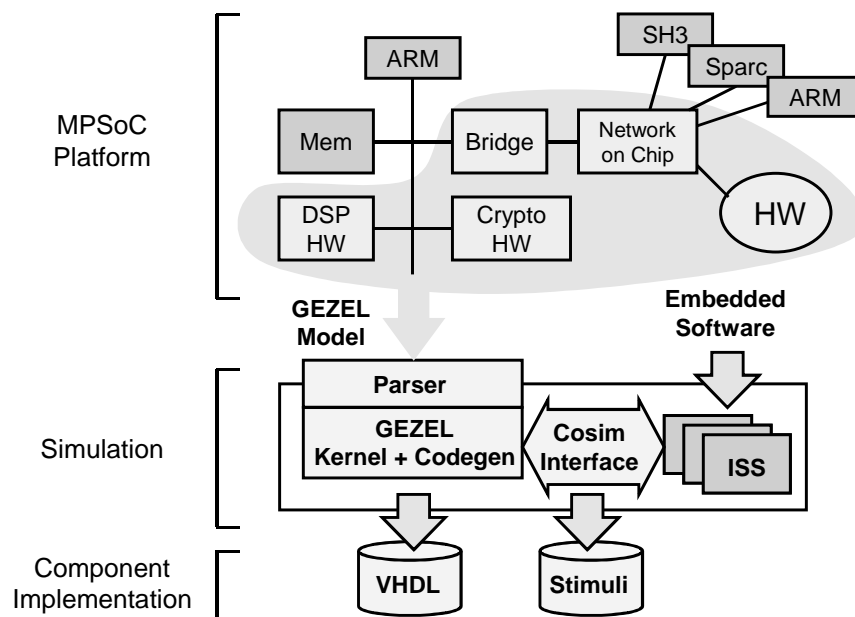 SH3
ARM
Sparc
ARM
MPSoC
Platform
Mem
Bridge
Network
on Chip
DSP
HW
Crypto
HW
HW
GEZEL
Model
Embedded
Software
Parser
Simulation
GEZEL
Kernel + Codegen
Cosim
Interface
ISS
Component
Implementation
VHDL
Stimuli